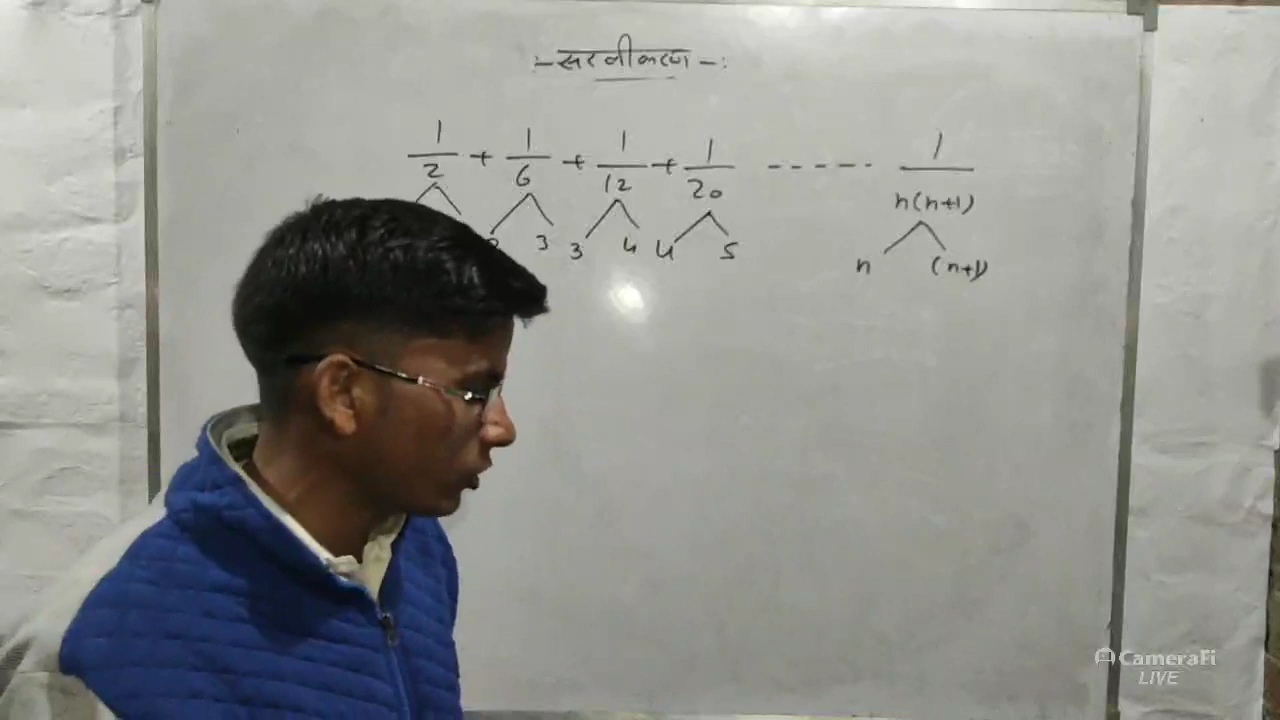 :- सरलीकरण -:
1/2 + 1/6 + 1/12 + 1/20 ------ 1/n(n+1)
3 3 4 4 5 n (n+1)
CameraFi
LIVE